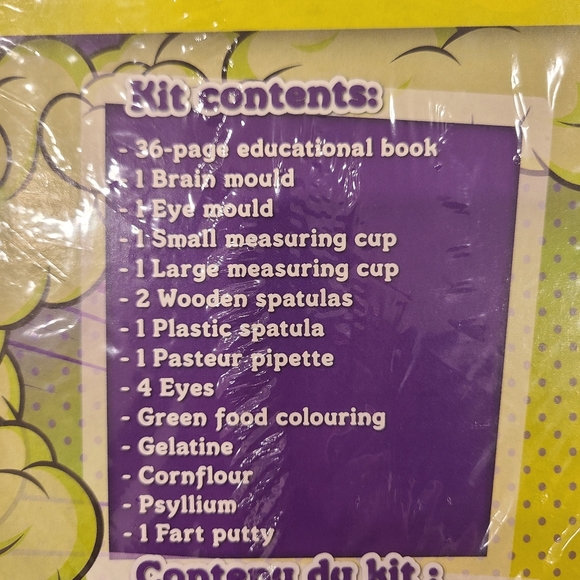 Kit contents:
- 36-page educational book
- 1 Brain mould
- 1 Eye mould
- 1 Small measuring cup
- 1 Large measuring cup
- 2 Wooden spatulas
- 1 Plastic spatula
- 1 Pasteur pipette
- 4 Eyes
- Green food colouring
- Gelatine
- Cornflour
- Psyllium
- 1 Fart putty
Contenu du kit :